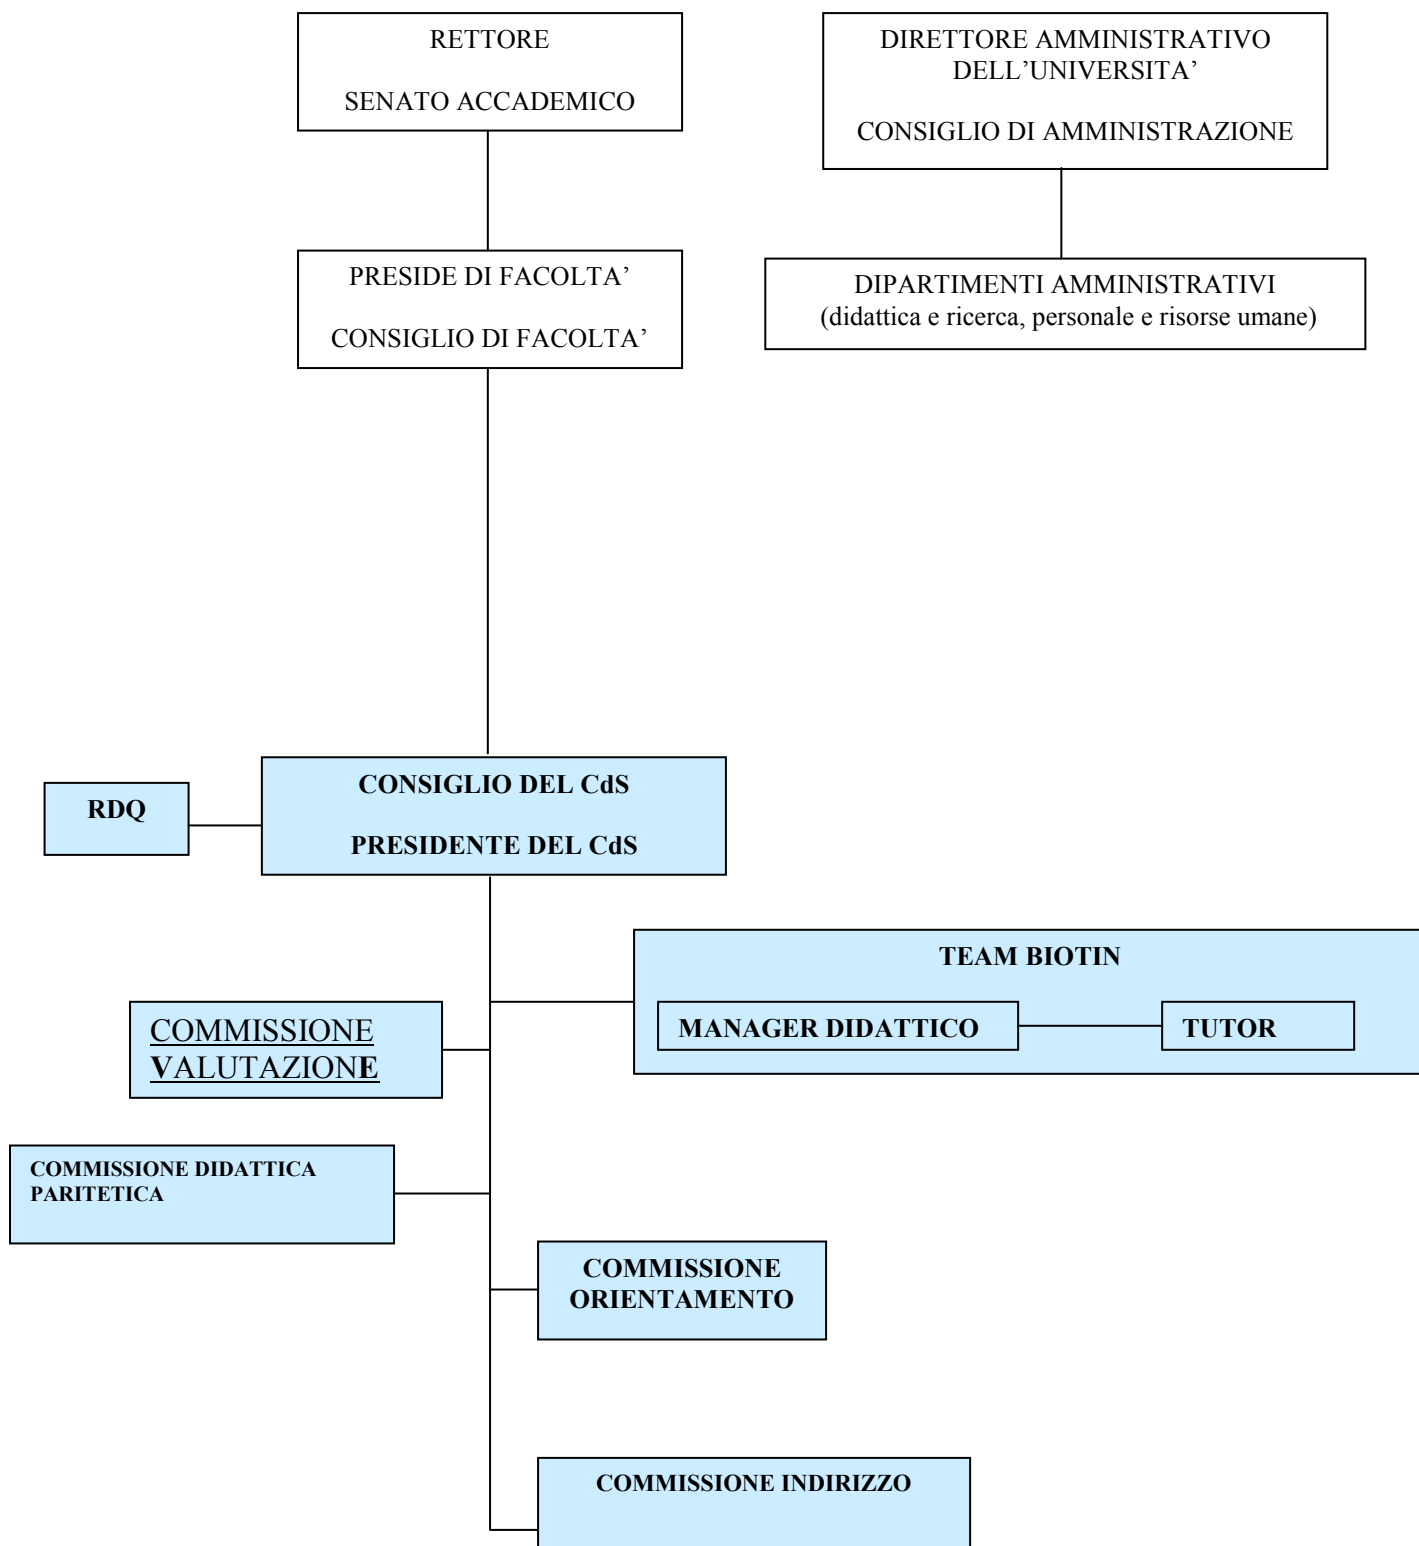 RETTORE
SENATO ACCADEMICO
DIRETTORE AMMINISTRATIVO
DELL’UNIVERSITA’
CONSIGLIO DI AMMINISTRAZIONE
PRESIDE DI FACOLTA’
CONSIGLIO DI FACOLTA’
DIPARTIMENTI AMMINISTRATIVI
(didattica e ricerca, personale e risorse umane)
RDQ
CONSIGLIO DEL CdS
PRESIDENTE DEL CdS
TEAM BIOTIN
MANAGER DIDATTICO
TUTOR
COMMISSIONE
VALUTAZIONE
COMMISSIONE DIDATTICA
PARITETICA
COMMISSIONE
ORIENTAMENTO
COMMISSIONE INDIRIZZO